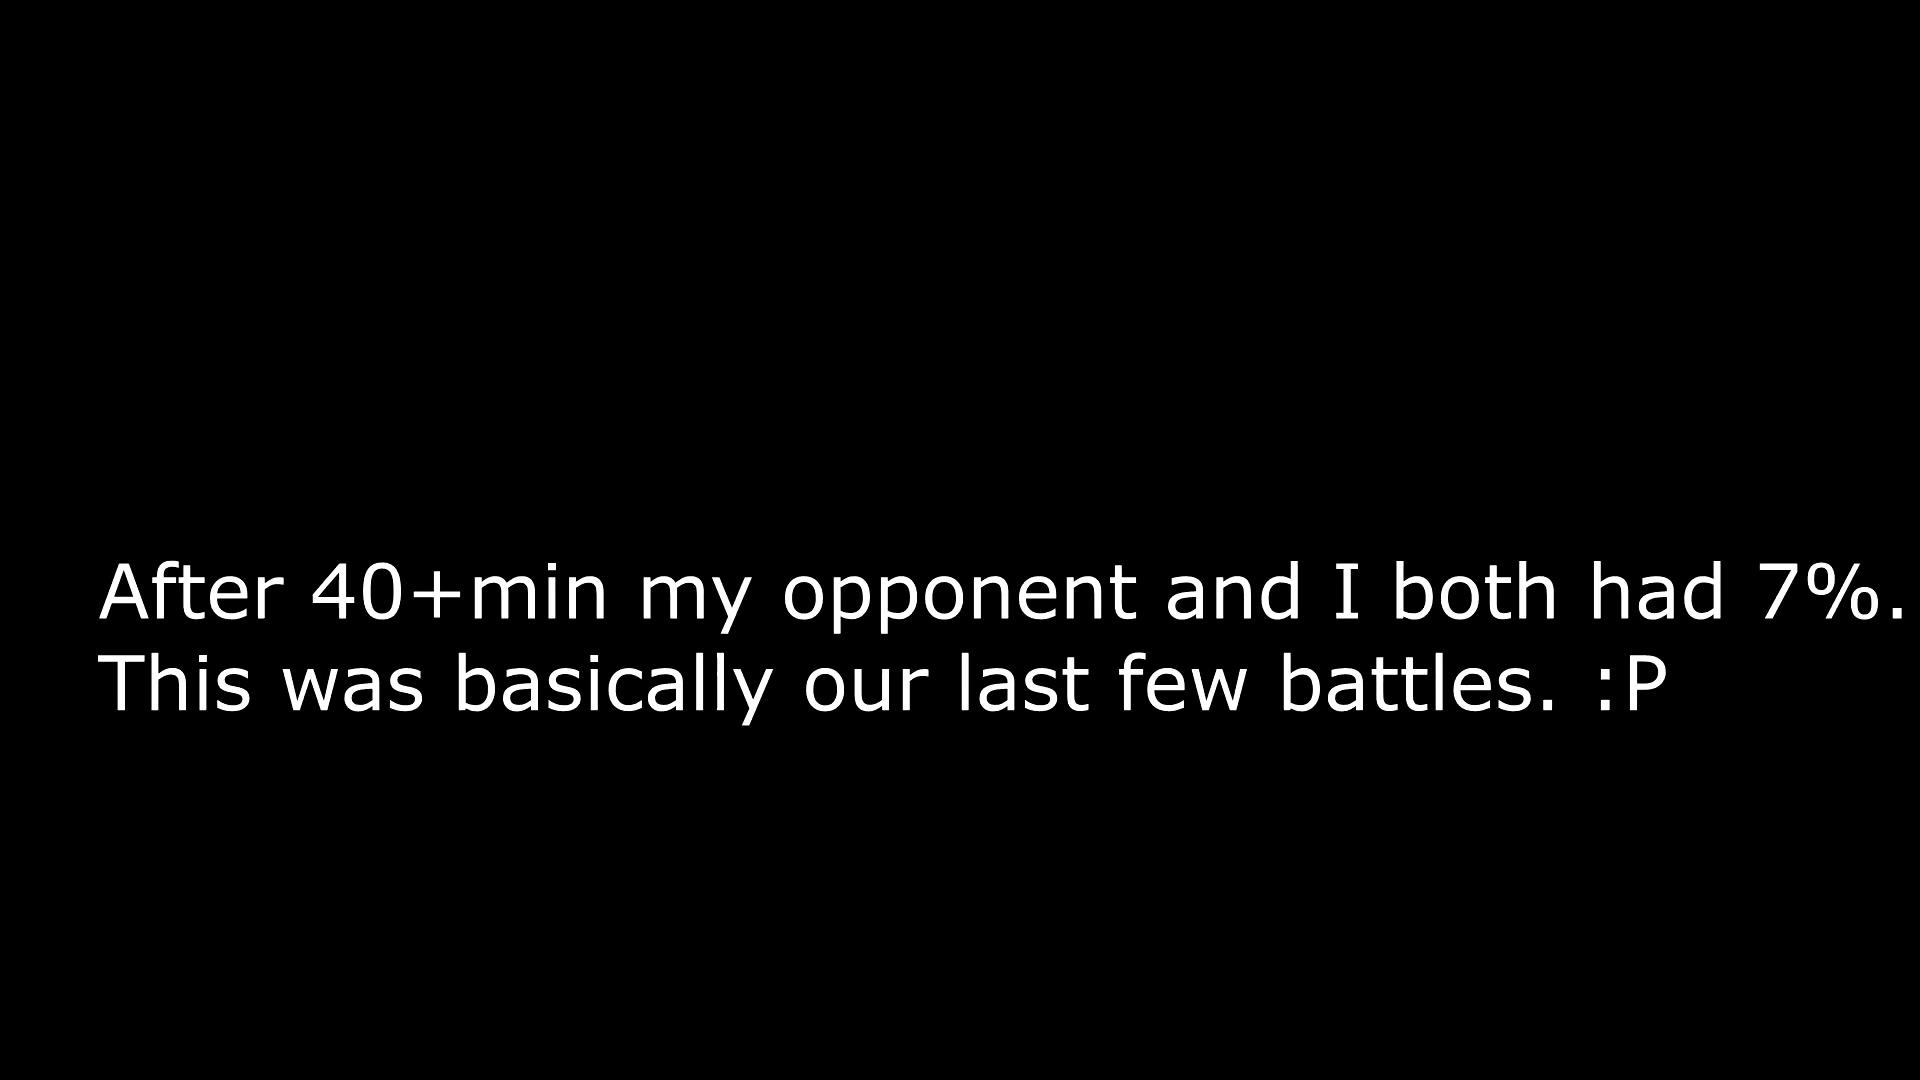 After 40+min my opponent and I both had 7%.
This was basically our last few battles. :P